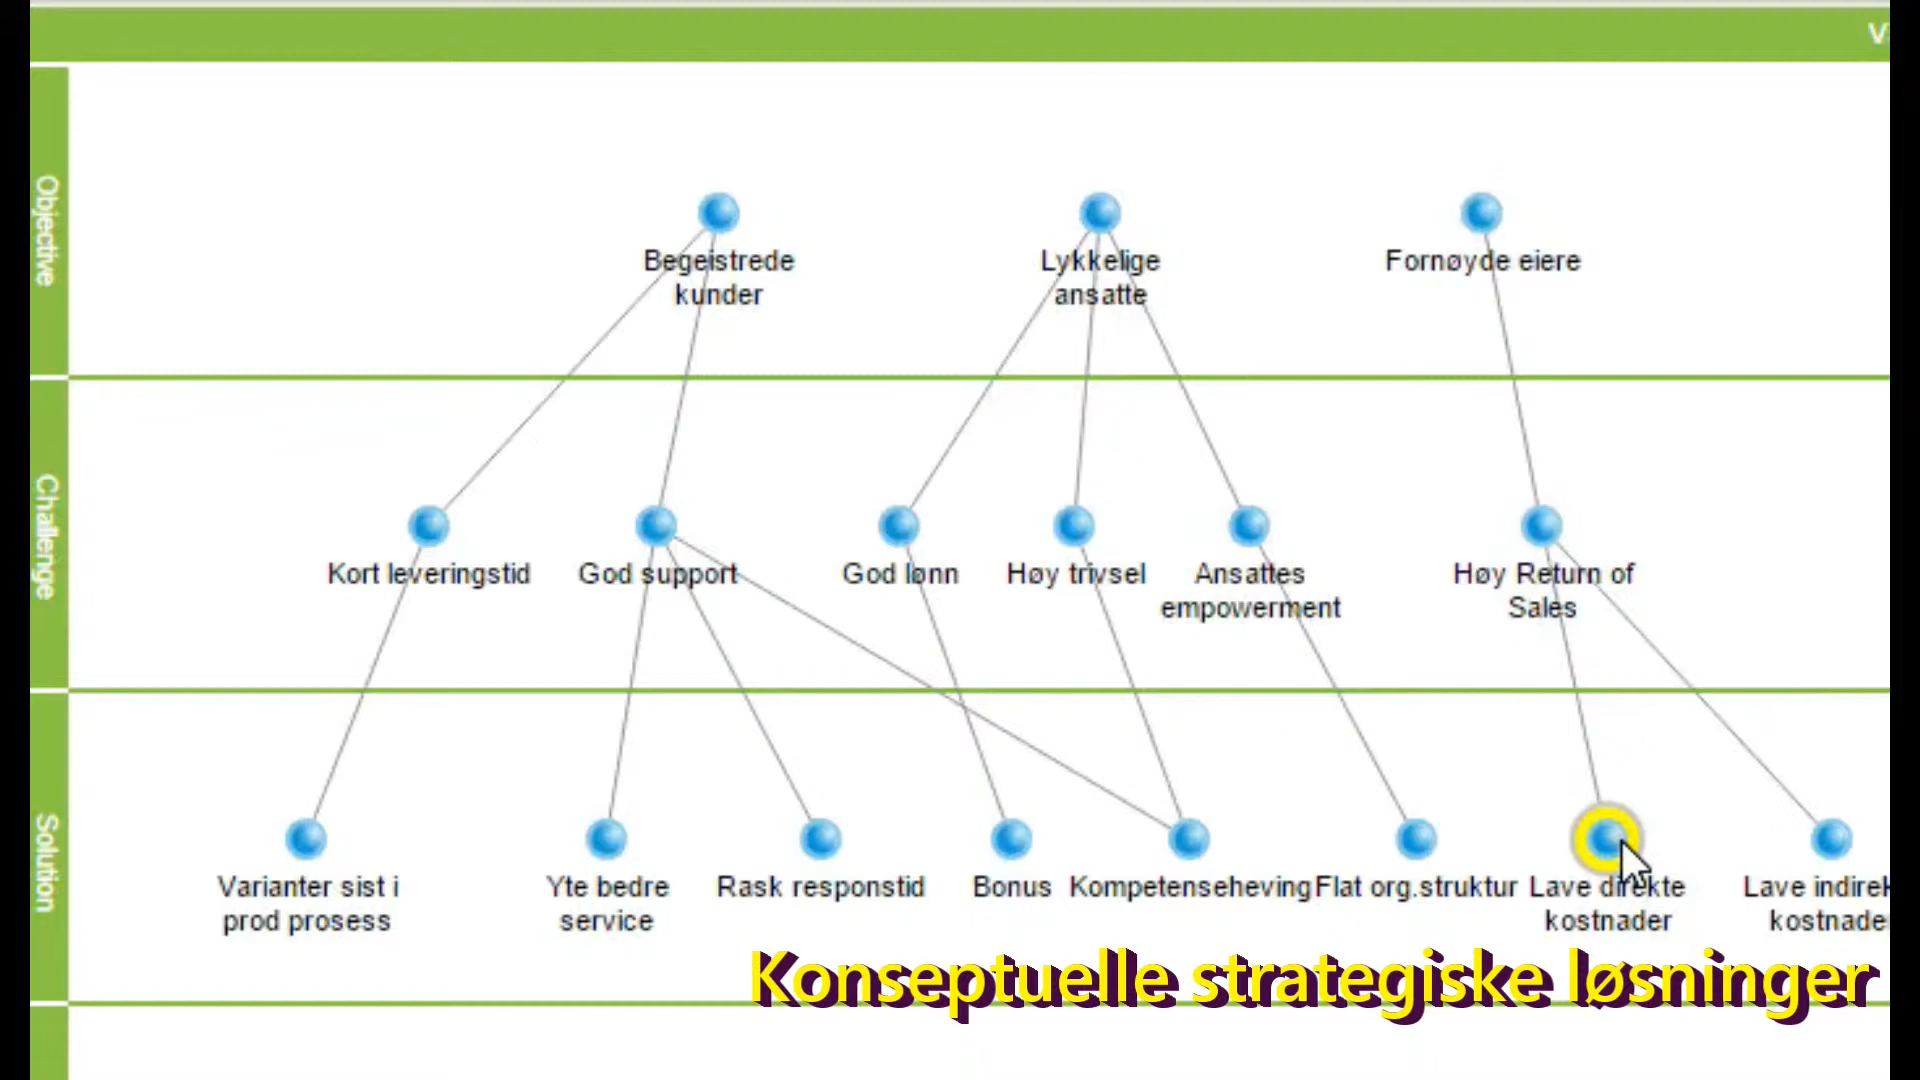 Objective
Begeistrede
kunder
Lykkelige
ansatte
Fornøyde eiere
Challenge
Kort leveringstid
God support
God lønn
Høy trivsel
Ansattes
empowerment
Høy Return of
Sales
Solution
Varianter sist i
prod prosess
Yte bedre
service
Rask responstid
Bonus
Kompetenseheving
Flat org.struktur
Lave direkte
kostnader
Lave
Konseptuelle strategiske løsninger